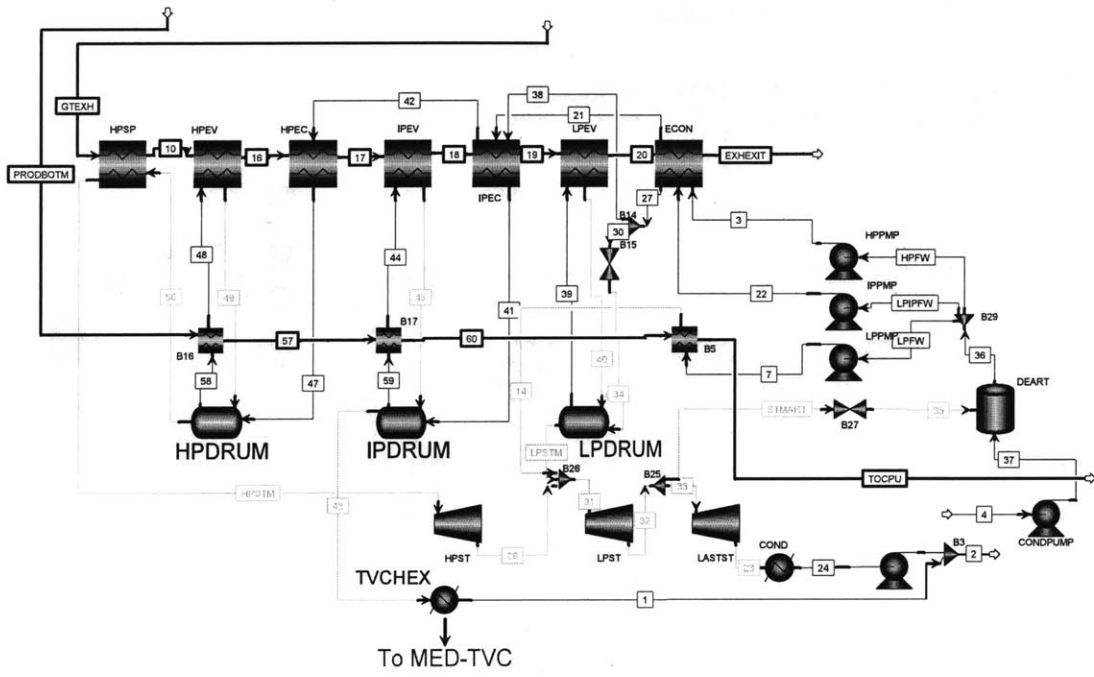 42
38
21
GTEXH
HPSP
10
HPEV
16
HPEC
17
IPEV
18
19
LPEV
20
ECON
EXHEXIT
PRODBOTM
IPEC
27
B14
30
B15
3
HPPMP
HPFW
48
44
22
IPPMP
LPIPFW
B29
50
49
45
41
39
LPPMP
LPFW
36
B16
57
B17
60
B5
7
DEART
58
47
59
14
40
34
STMART
B27
35
HPDRUM
IPDRUM
LPSTM
LPDRUM
37
B26
B25
33
TOCPU
HPSTM
43
31
32
4
CONDPUMP
HPST
26
LPST
LASTST
COND
B3
2
24
TVCHEX
1
To MED-TVC